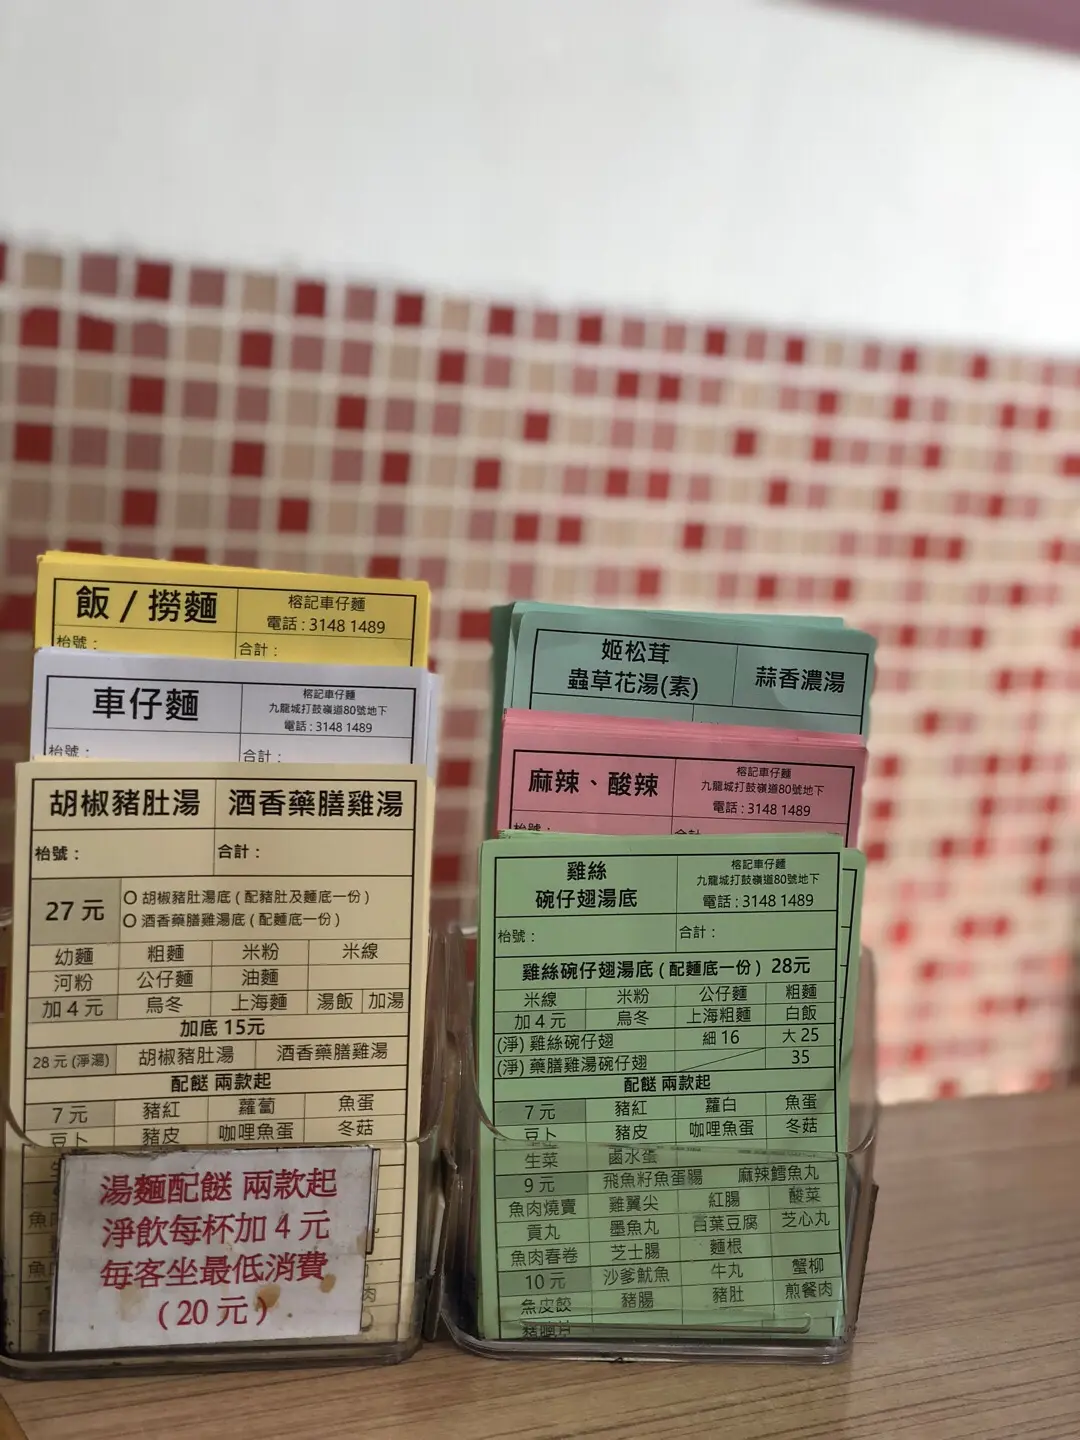 飯 / 撈麵
榕記車仔麵
電話 : 3148 1489
枱號 :
合計 :
車仔麵
榕記車仔麵
九龍城打鼓嶺道80號地下
電話 : 3148 1489
枱號 :
合計 :
胡椒豬肚湯 酒香藥膳雞湯
枱號 : 合計 :
27 元
O 胡椒豬肚湯底 ( 配豬肚及麵底一份 )
O 酒香藥膳雞湯底 ( 配麵底一份 )
幼麵 粗麵 米粉 米線
河粉 公仔麵 油麵
加 4 元 烏冬 上海麵 湯飯 加湯
加底 15元
28 元 (淨湯) 胡椒豬肚湯 酒香藥膳雞湯
配餸 兩款起
7 元 豬紅 蘿蔔 魚蛋
豆卜 豬皮 咖哩魚蛋 冬菇
湯麵配餸 兩款起
淨飲每杯加 4 元
每客坐最低消費
( 20 元 )
姬松茸
蟲草花湯(素)
蒜香濃湯
麻辣、酸辣
榕記車仔麵
九龍城打鼓嶺道80號地下
電話 : 3148 1489
枱號 :
合計
雞絲
碗仔翅湯底
榕記車仔麵
九龍城打鼓嶺道80號地下
電話 : 3148 1489
枱號 : 合計 :
雞絲碗仔翅湯底 ( 配麵底一份 ) 28元
米線 米粉 公仔麵 粗麵
加 4 元 烏冬 上海粗麵 白飯
(淨) 雞絲碗仔翅 細 16 大 25
(淨) 藥膳雞湯碗仔翅 35
配餸 兩款起
7 元 豬紅 蘿白 魚蛋
豆卜 豬皮 咖哩魚蛋 冬菇
生菜 鹵水蛋
9 元 飛魚籽魚蛋腸 麻辣鱈魚丸
魚肉燒賣 雞翼尖 紅腸 酸菜
貢丸 墨魚丸 百葉豆腐 芝心丸
魚肉春卷 芝士腸 麵根
10 元 沙爹魷魚 牛丸 蟹柳
魚皮餃 豬腸 豬肚 煎餐肉